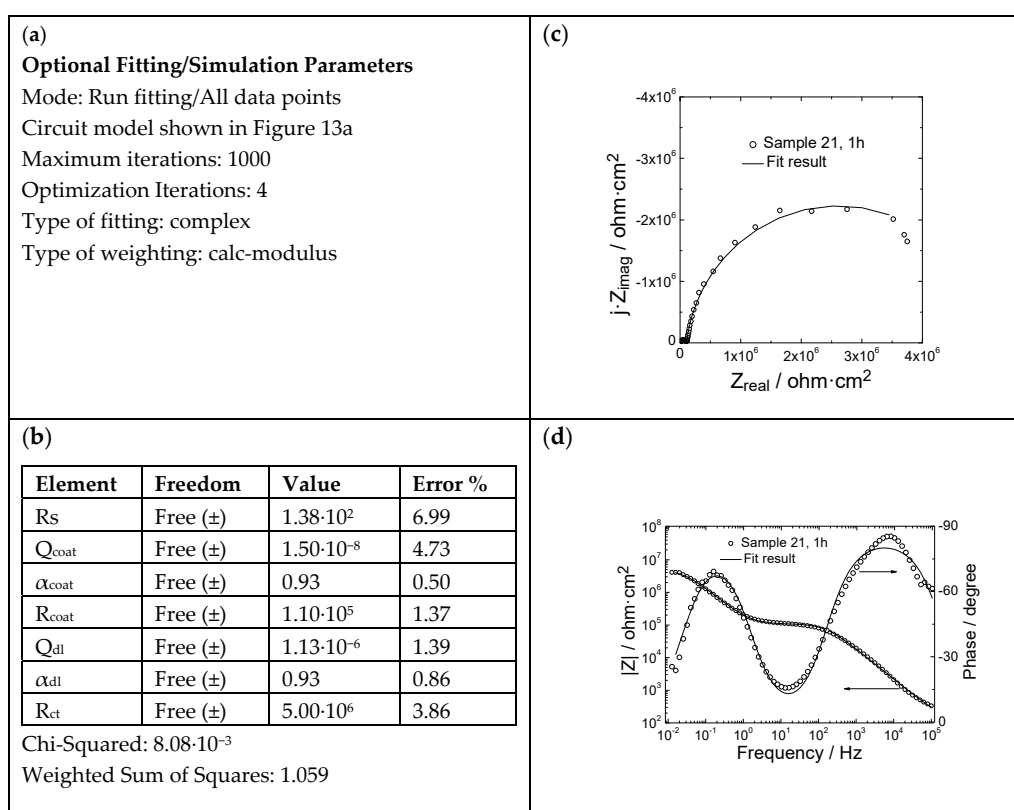 (a)
Optional Fitting/Simulation Parameters
Mode: Run fitting/All data points
Circuit model shown in Figure 13a
Maximum iterations: 1000
Optimization Iterations: 4
Type of fitting: complex
Type of weighting: calc-modulus
(c)
-4x10⁶
-3x10⁶
-2x10⁶
-1x10⁶
0
j·Z_imag / ohm·cm²
Sample 21, 1h
Fit result
0 1x10⁶ 2x10⁶ 3x10⁶ 4x10⁶
Z_real / ohm·cm²
(b)
Element Freedom Value Error %
Rs Free (±) 1.38·10² 6.99
Q_coat Free (±) 1.50·10⁻⁸ 4.73
α_coat Free (±) 0.93 0.50
R_coat Free (±) 1.10·10⁵ 1.37
Q_dl Free (±) 1.13·10⁻⁶ 1.39
α_dl Free (±) 0.93 0.86
R_ct Free (±) 5.00·10⁶ 3.86
Chi-Squared: 8.08·10⁻³
Weighted Sum of Squares: 1.059
(d)
10⁸
10⁷
10⁶
10⁵
10⁴
10³
10²
|Z| / ohm·cm²
Sample 21, 1h
Fit result
-90
-60
-30
0
Phase / degree
10⁻² 10⁻¹ 10⁰ 10¹ 10² 10³ 10⁴ 10⁵
Frequency / Hz